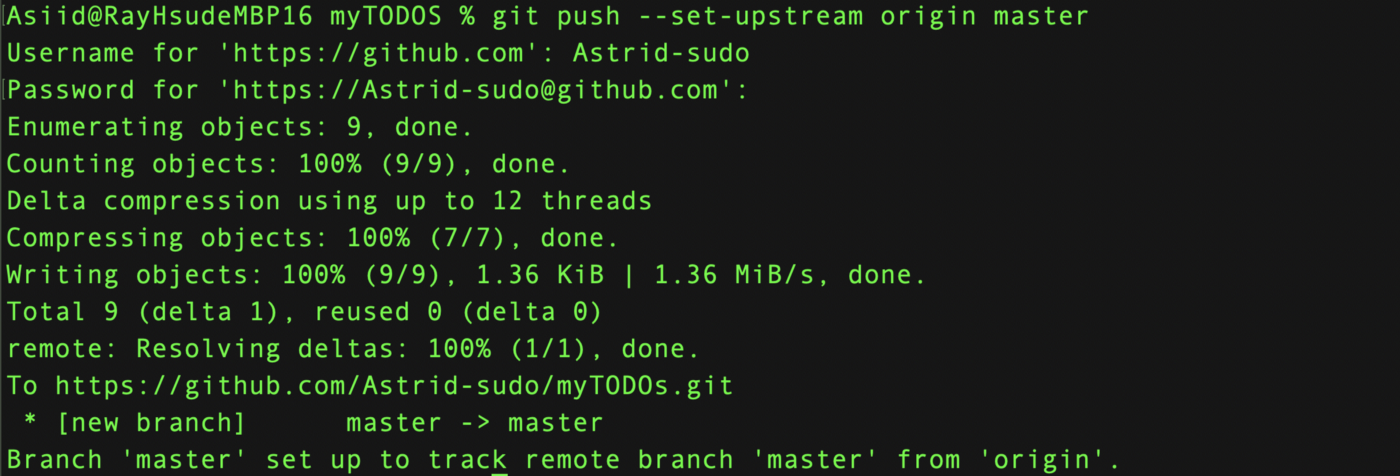 Asiid@RayHsudeMBP16 myTODOS % git push --set-upstream origin master
Username for 'https://github.com': Astrid-sudo
Password for 'https://Astrid-sudo@github.com':
Enumerating objects: 9, done.
Counting objects: 100% (9/9), done.
Delta compression using up to 12 threads
Compressing objects: 100% (7/7), done.
Writing objects: 100% (9/9), 1.36 KiB | 1.36 MiB/s, done.
Total 9 (delta 1), reused 0 (delta 0)
remote: Resolving deltas: 100% (1/1), done.
To https://github.com/Astrid-sudo/myTODOs.git
 * [new branch]      master -> master
Branch 'master' set up to track remote branch 'master' from 'origin'.